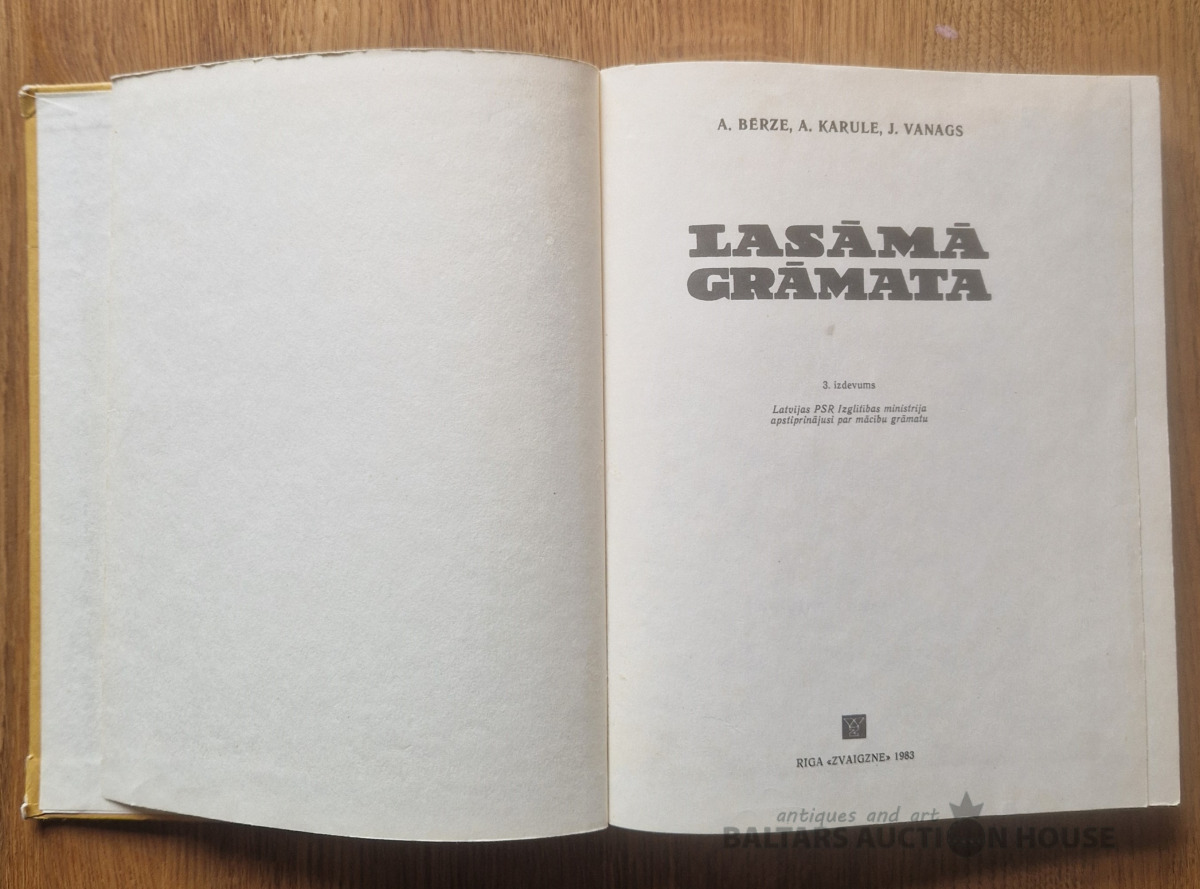 A. BĒRZE, A. KARULE, J. VANAGS
LASĀMĀ
GRĀMATA
3. izdevums
Latvijas PSR Izglītības ministrija
apstiprinājusi par mācību grāmatu
RIGA «ZVAIGZNE» 1983
antiques and art
BALTARS AUCTION HOUSE